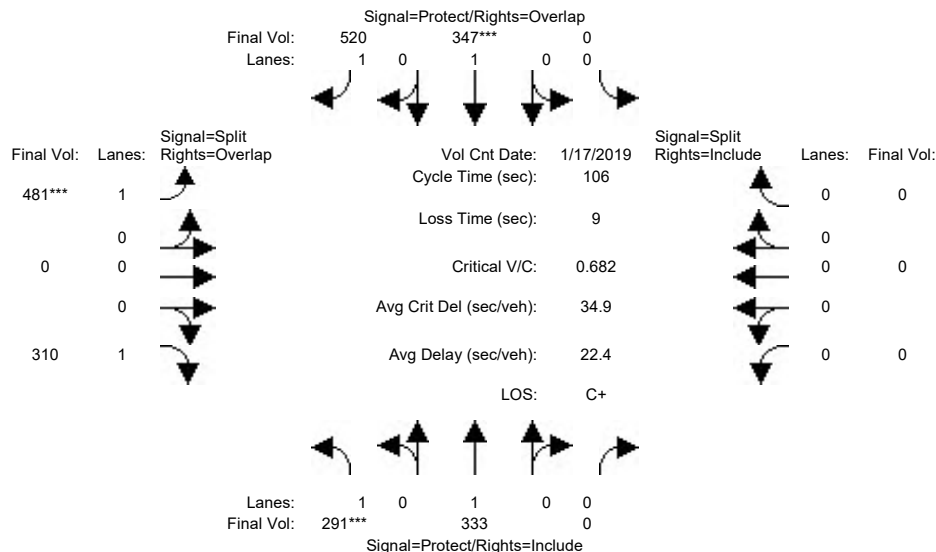 Signal=Protect/Rights=Overlap
Final Vol: 520 347*** 0
Lanes: 1 0 1 0 0
Signal=Split Signal=Split
Final Vol: Lanes: Rights=Overlap Vol Cnt Date: 1/17/2019 Rights=Include Lanes: Final Vol:
Cycle Time (sec): 106
481*** 1 0 0
Loss Time (sec): 9
0 0
0 0 Critical V/C: 0.682 0 0
0 Avg Crit Del (sec/veh): 34.9 0
310 1 Avg Delay (sec/veh): 22.4 0 0
LOS: C+
Lanes: 1 0 1 0 0
Final Vol: 291*** 333 0
Signal=Protect/Rights=Include